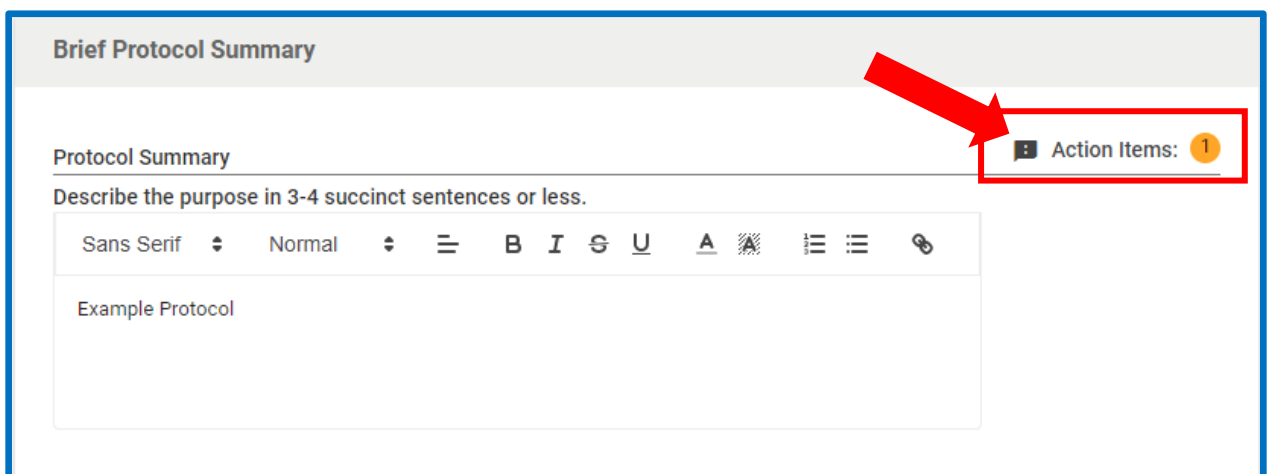 Brief Protocol Summary
Action Items: 1
Protocol Summary
Describe the purpose in 3-4 succinct sentences or less.
Sans Serif Normal B I S U A A
Example Protocol